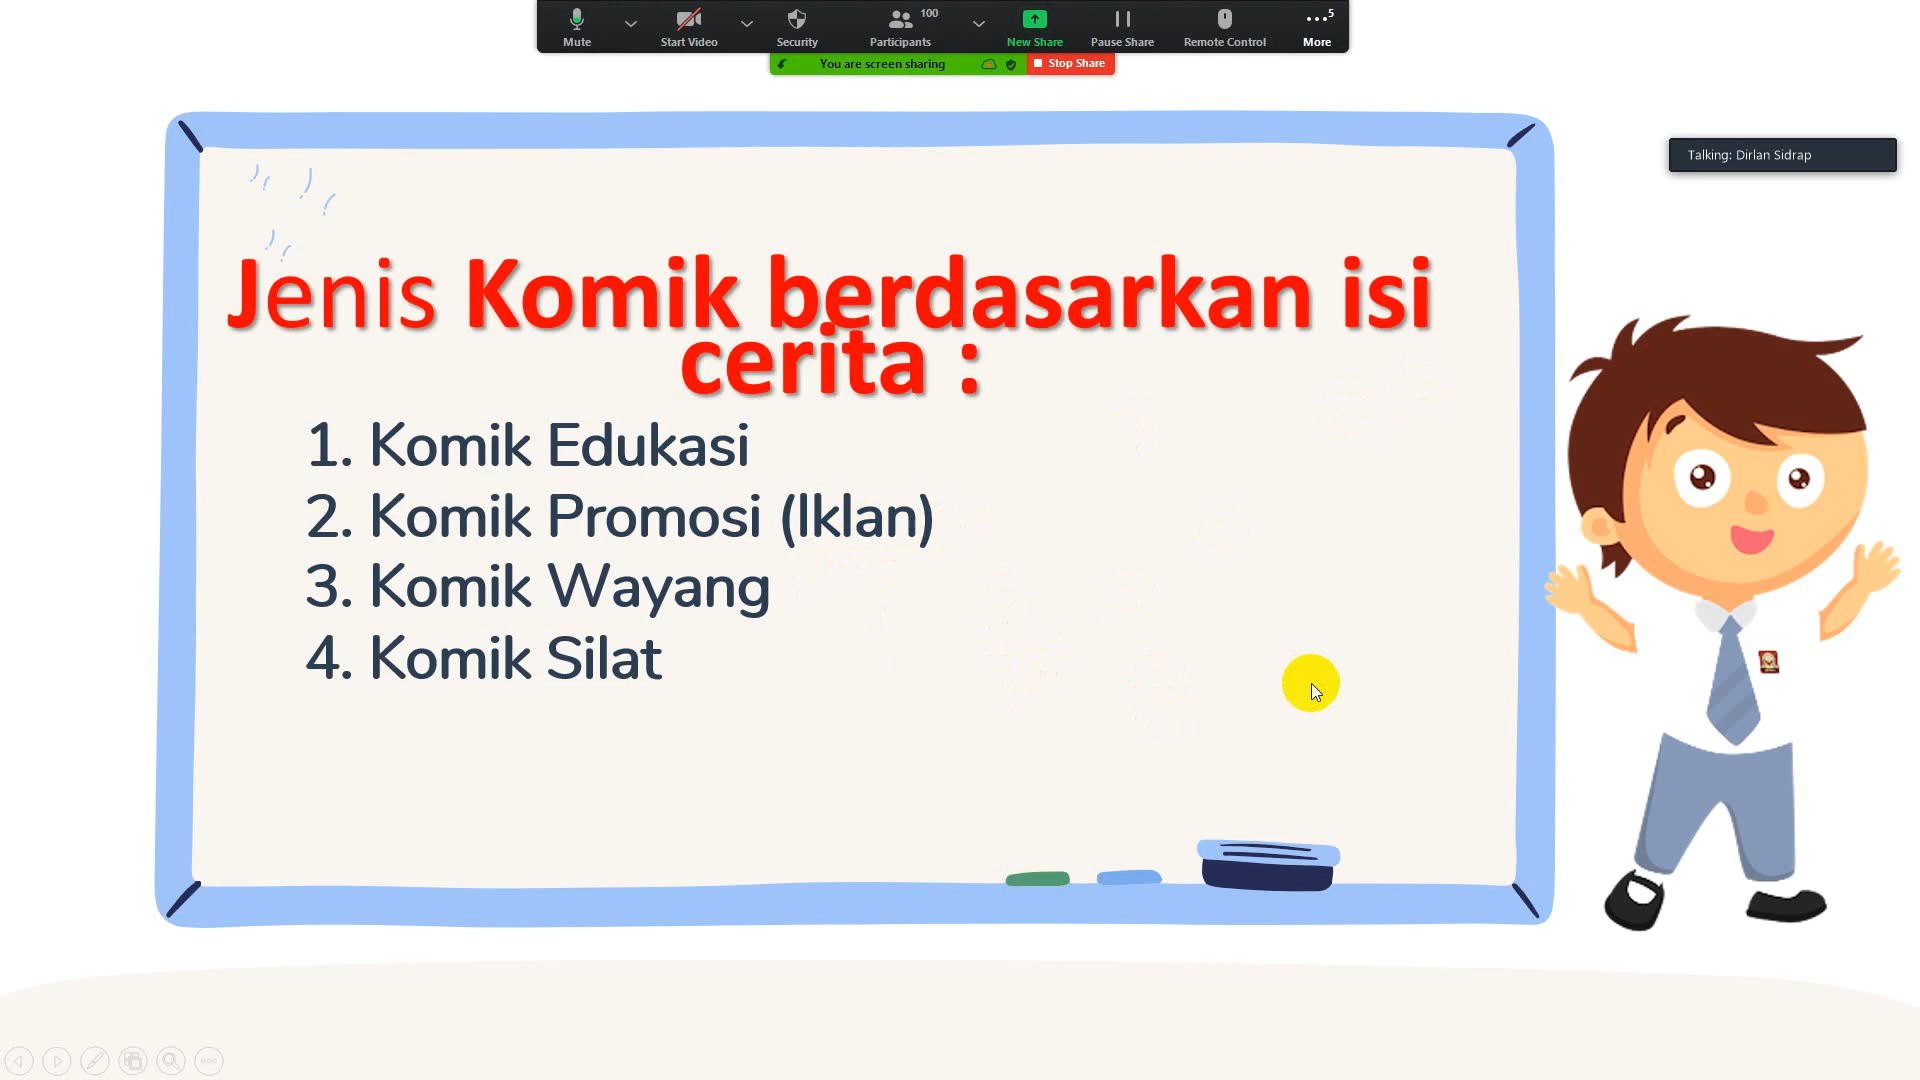 100
5
Mute
Start Video
Security
Participants
New Share
Pause Share
Remote Control
More
You are screen sharing
Stop Share
Talking: Dirlan Sidrap
Jenis Komik berdasarkan isi
cerita :
1. Komik Edukasi
2. Komik Promosi (Iklan)
3. Komik Wayang
4. Komik Silat